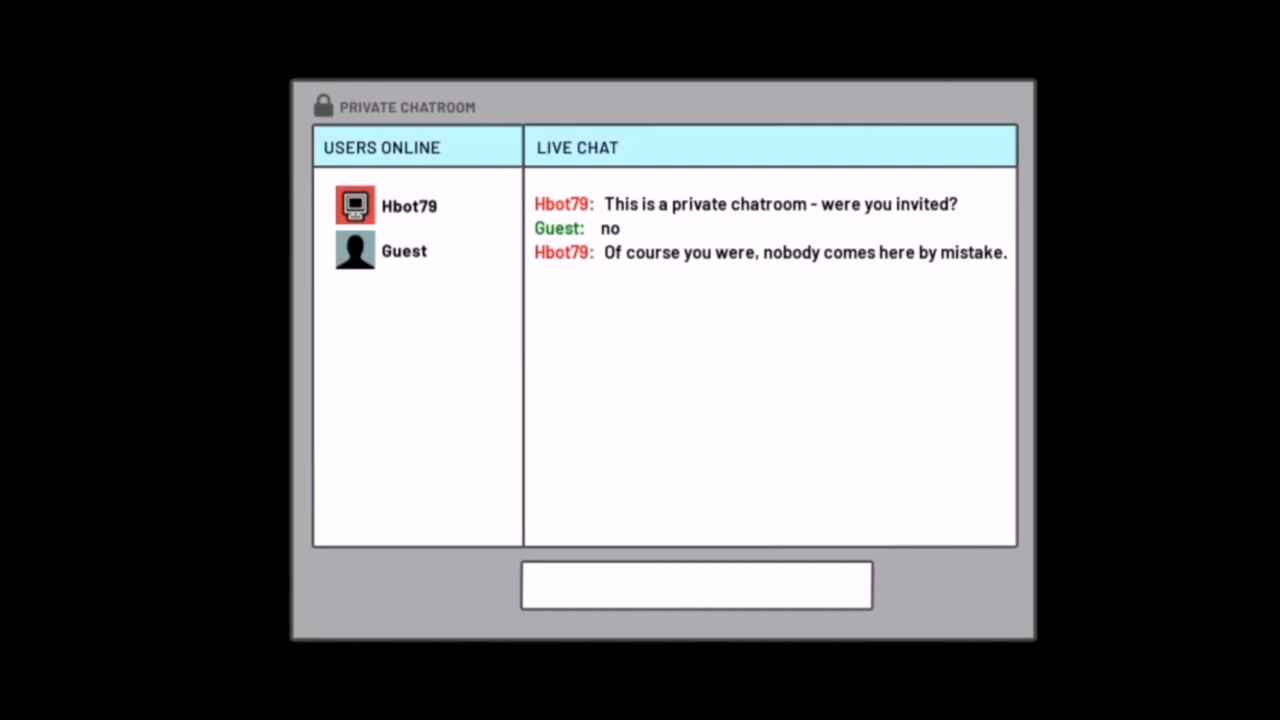 PRIVATE CHATROOM
USERS ONLINE
LIVE CHAT
Hbot79
Guest
Hbot79: This is a private chatroom - were you invited?
Guest: no
Hbot79: Of course you were, nobody comes here by mistake.